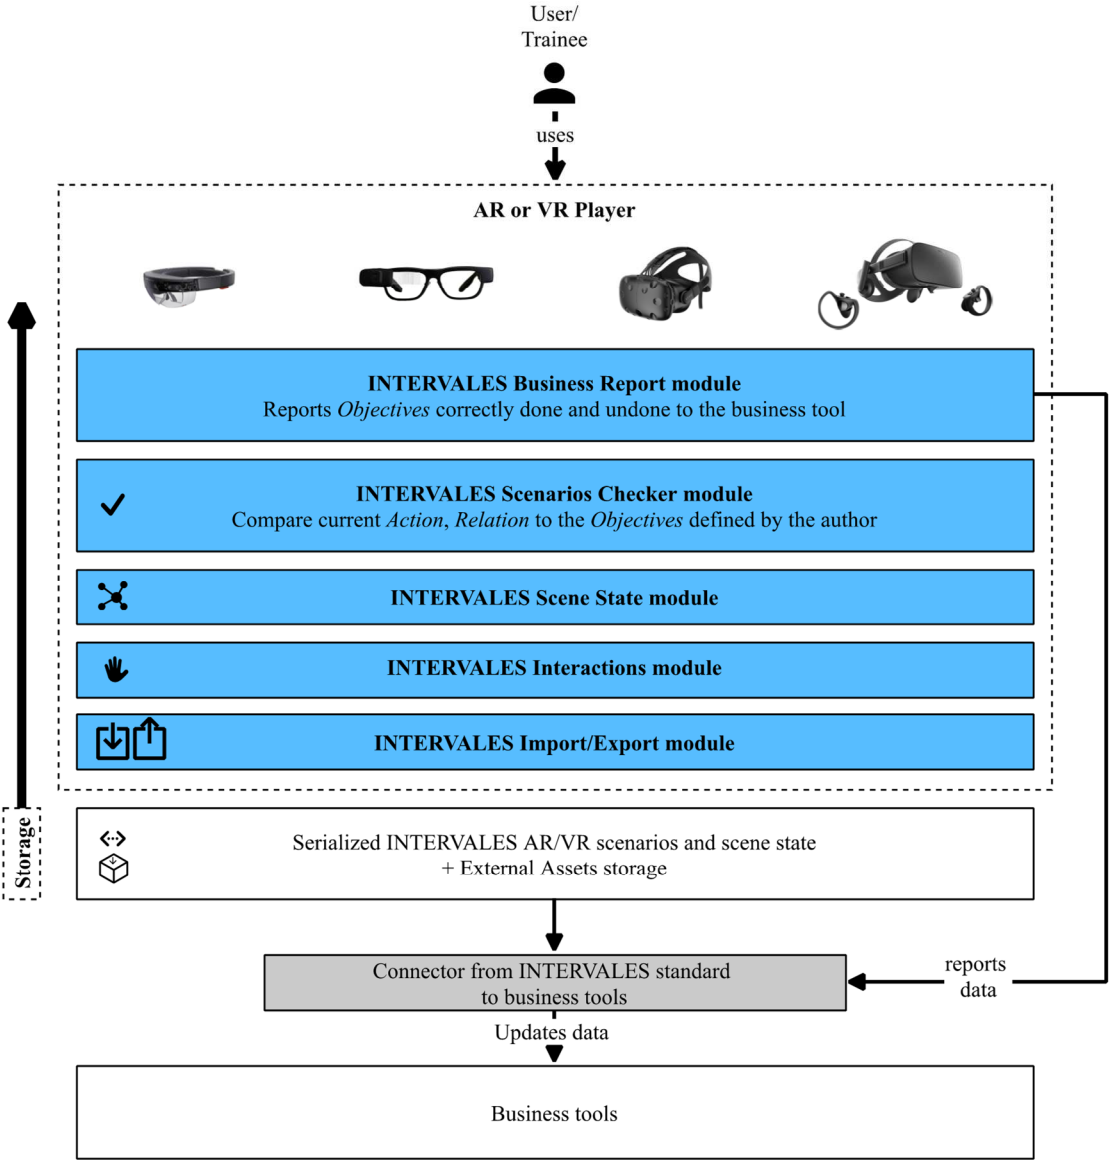 User/
Trainee
uses
AR or VR Player
INTERVALES Business Report module
Reports Objectives correctly done and undone to the business tool
INTERVALES Scenarios Checker module
Compare current Action, Relation to the Objectives defined by the author
INTERVALES Scene State module
INTERVALES Interactions module
INTERVALES Import/Export module
Storage
Serialized INTERVALES AR/VR scenarios and scene state
+ External Assets storage
Connector from INTERVALES standard
to business tools
reports
data
Updates data
Business tools